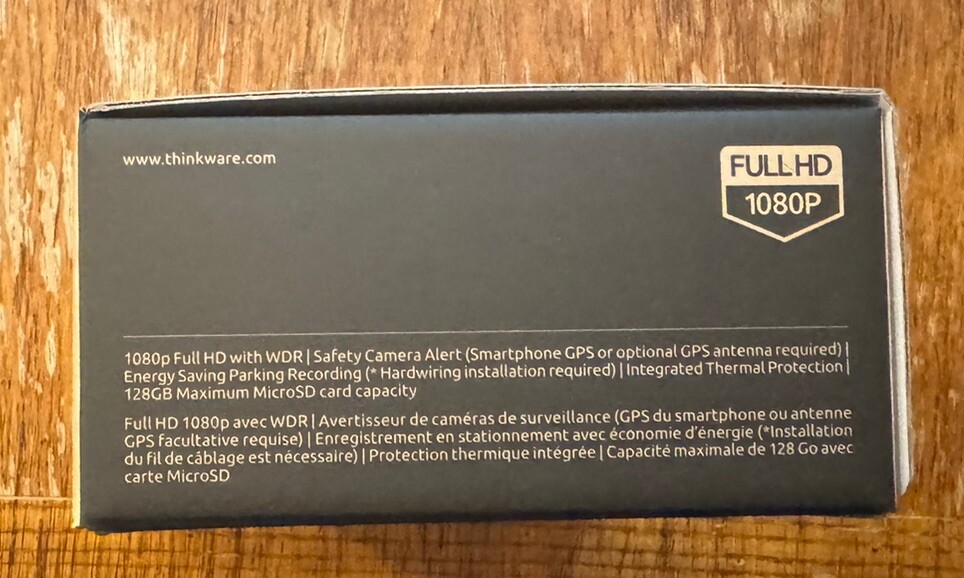 www.thinkware.com
FULL HD
1080P
1080p Full HD with WDR | Safety Camera Alert (Smartphone GPS or optional GPS antenna required) |
Energy Saving Parking Recording (* Hardwiring installation required) | Integrated Thermal Protection |
128GB Maximum MicroSD card capacity
Full HD 1080p avec WDR | Avertisseur de caméras de surveillance (GPS du smartphone ou antenne
GPS facultative requise) | Enregistrement en stationnement avec économie d'énergie (*Installation
du fil de câblage est nécessaire) | Protection thermique intégrée | Capacité maximale de 128 Go avec
carte MicroSD